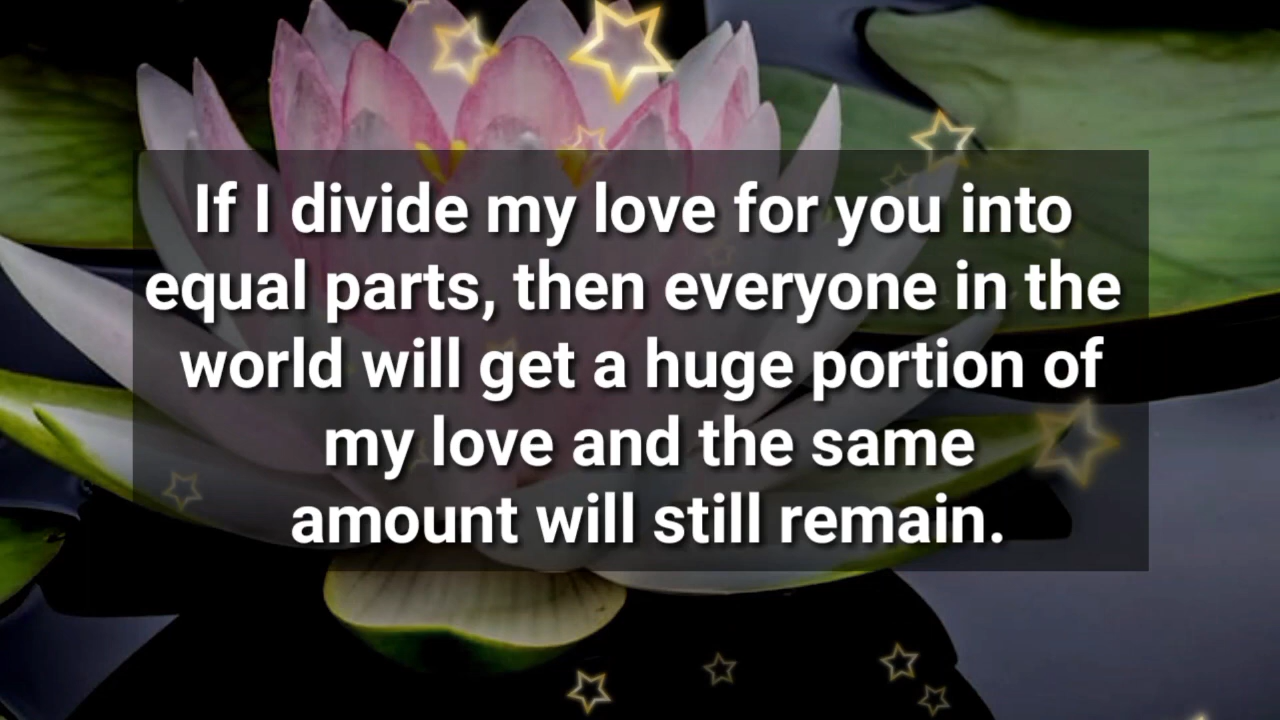 If I divide my love for you into
equal parts, then everyone in the
world will get a huge portion of
my love and the same
amount will still remain.